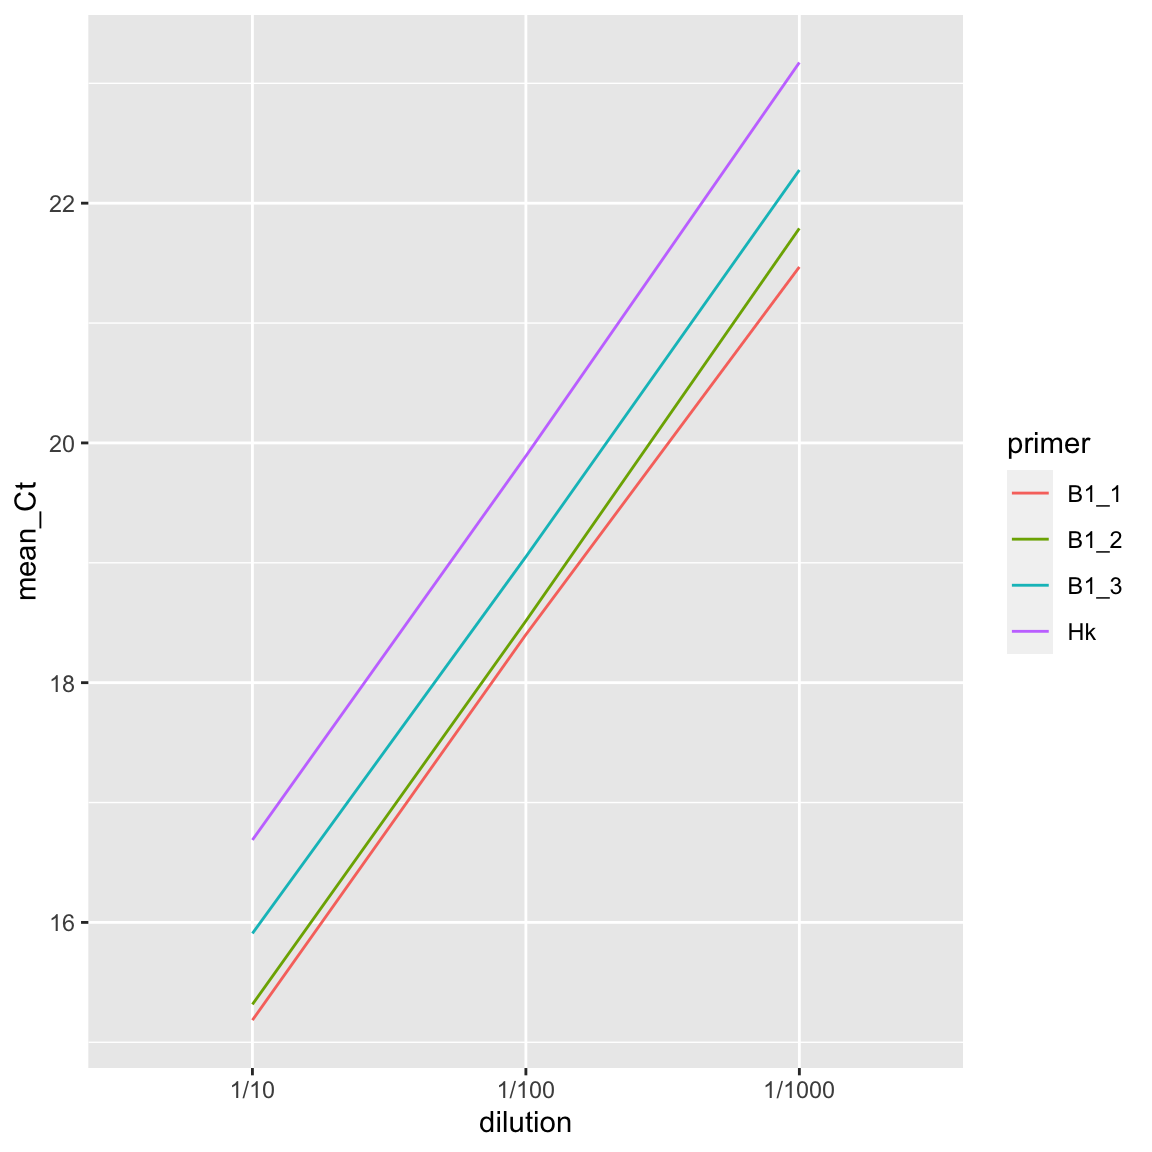 22
20
18
16
mean_Ct
1/10 1/100 1/1000
dilution
primer
B1_1
B1_2
B1_3
Hk